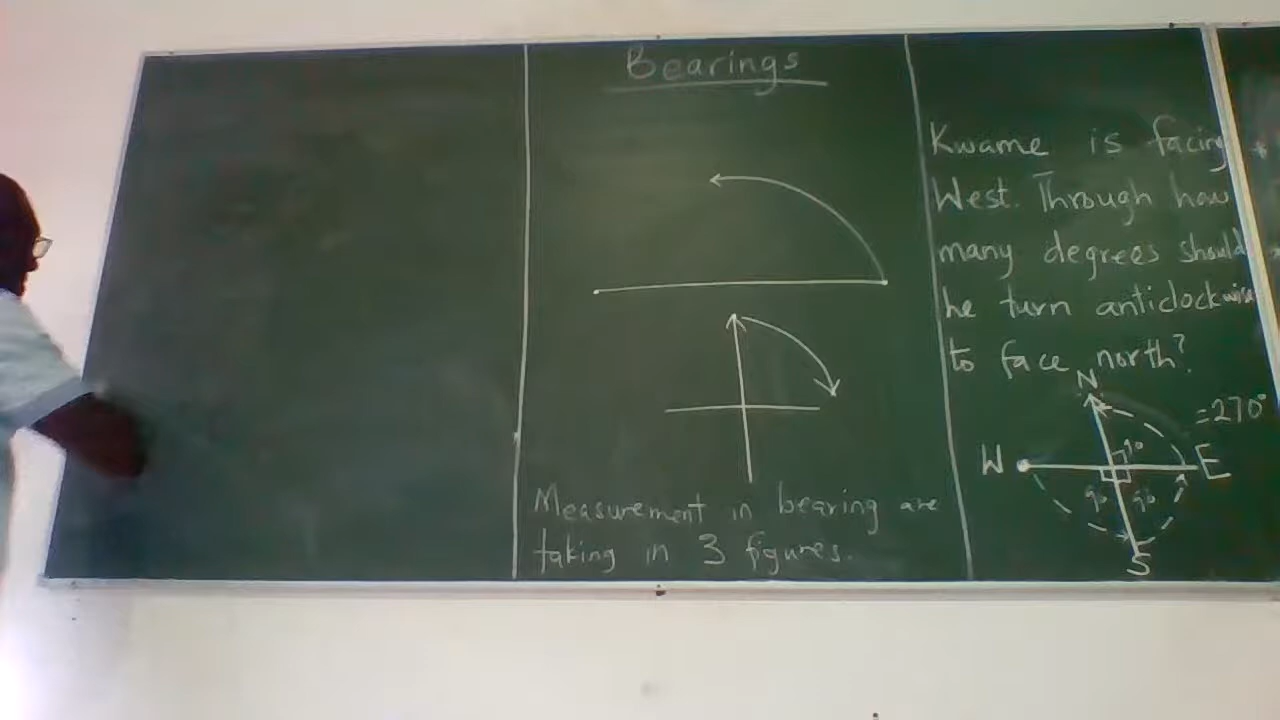 Bearings
Measurement in bearing are
taking in 3 figures.
Kwame is facing
West. Through how
many degrees should
he turn anticlockwise
to face north?
N
=270°
90
W E
90 90
S